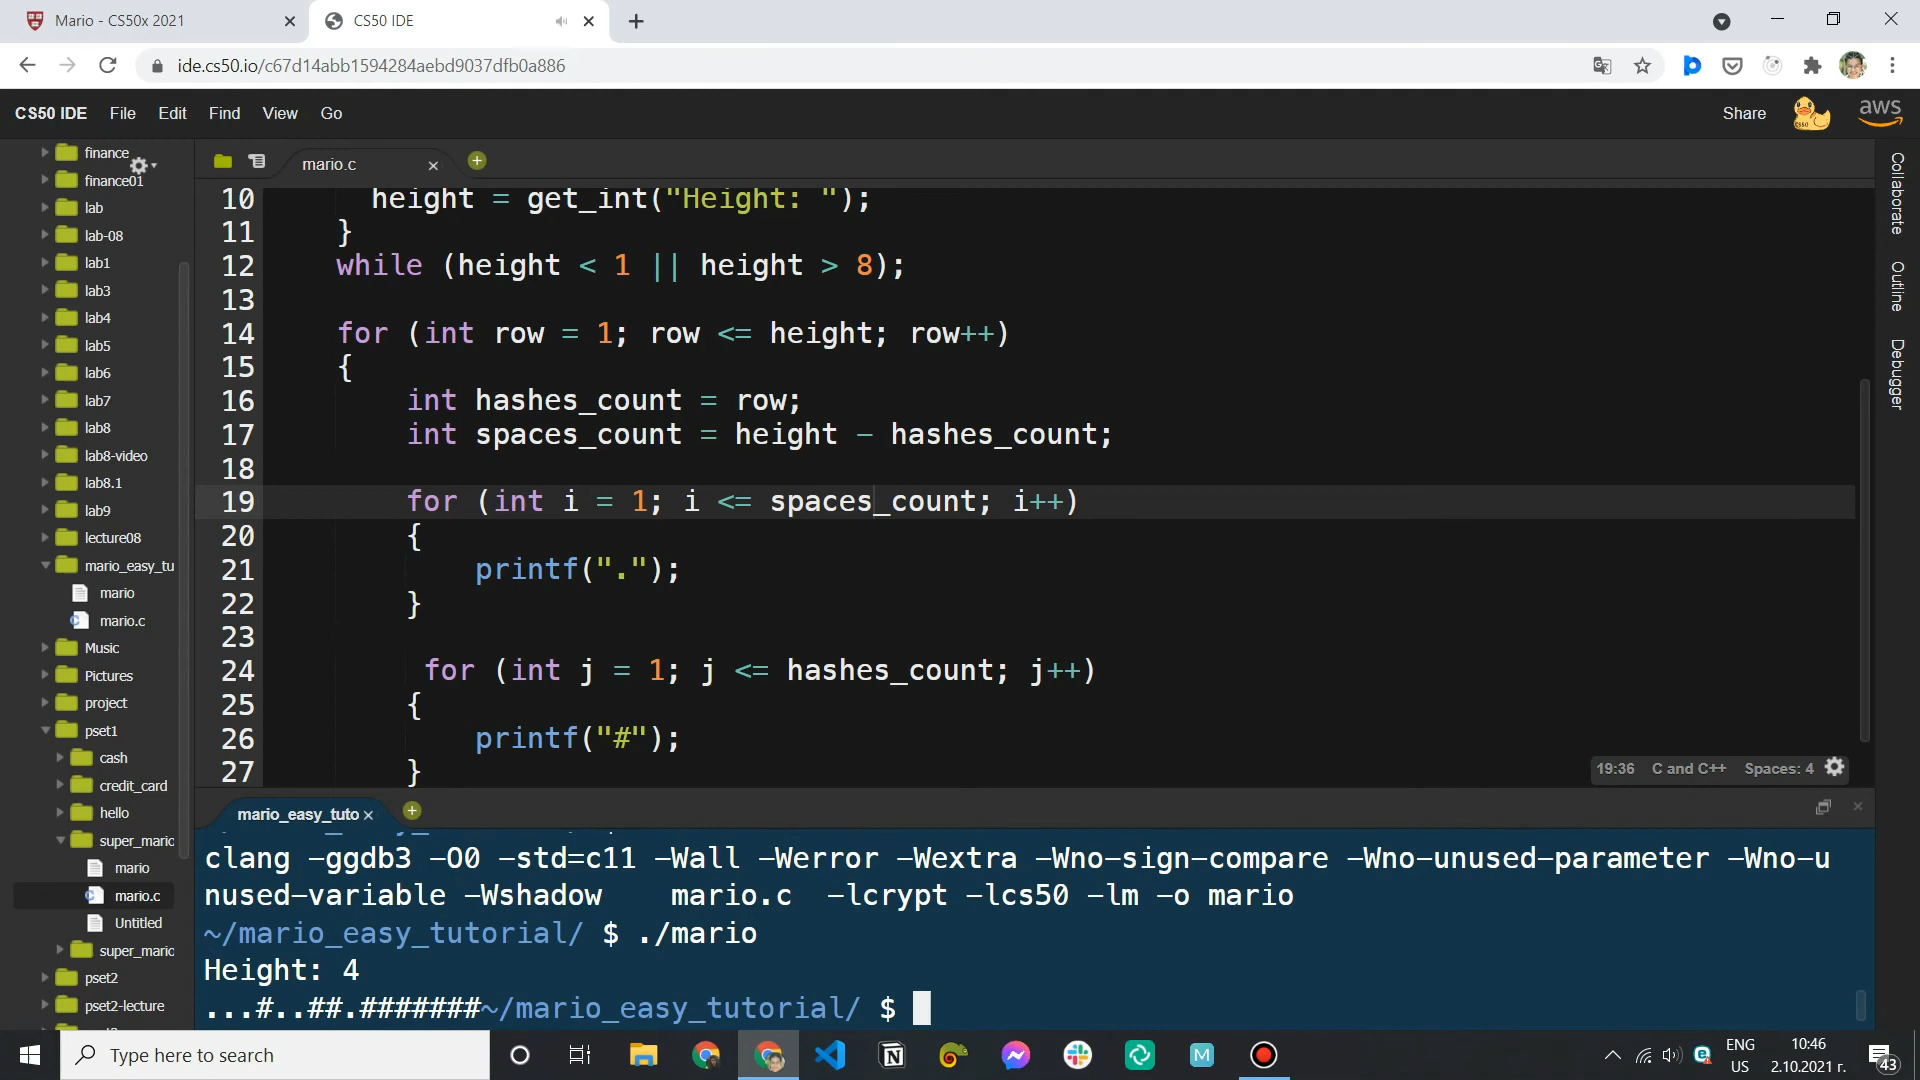 Mario - CS50x 2021
CS50 IDE
ide.cs50.io/c67d14abb1594284aebd9037dfb0a886
CS50 IDE File Edit Find View Go
Share
aws
finance
finance01
lab
lab-08
lab1
lab3
lab4
lab5
lab6
lab7
lab8
lab8-video
lab8.1
lab9
lecture08
mario_easy_tu
mario
mario.c
Music
Pictures
project
pset1
cash
credit_card
hello
super_mario
mario
mario.c
Untitled
super_mario
pset2
pset2-lecture
mario.c
10 height = get_int("Height: ");
11 }
12 while (height < 1 || height > 8);
13
14 for (int row = 1; row <= height; row++)
15 {
16 int hashes_count = row;
17 int spaces_count = height - hashes_count;
18
19 for (int i = 1; i <= spaces_count; i++)
20 {
21 printf(".");
22 }
23
24 for (int j = 1; j <= hashes_count; j++)
25 {
26 printf("#");
27 }
19:36 C and C++ Spaces: 4
Collaborate
Outline
Debugger
mario_easy_tuto
clang -ggdb3 -O0 -std=c11 -Wall -Werror -Wextra -Wno-sign-compare -Wno-unused-parameter -Wno-u
nused-variable -Wshadow    mario.c  -lcrypt -lcs50 -lm -o mario
~/mario_easy_tutorial/ $ ./mario
Height: 4
...#..##.#######~/mario_easy_tutorial/ $
Type here to search
ENG
US
10:46
2.10.2021 г.
43